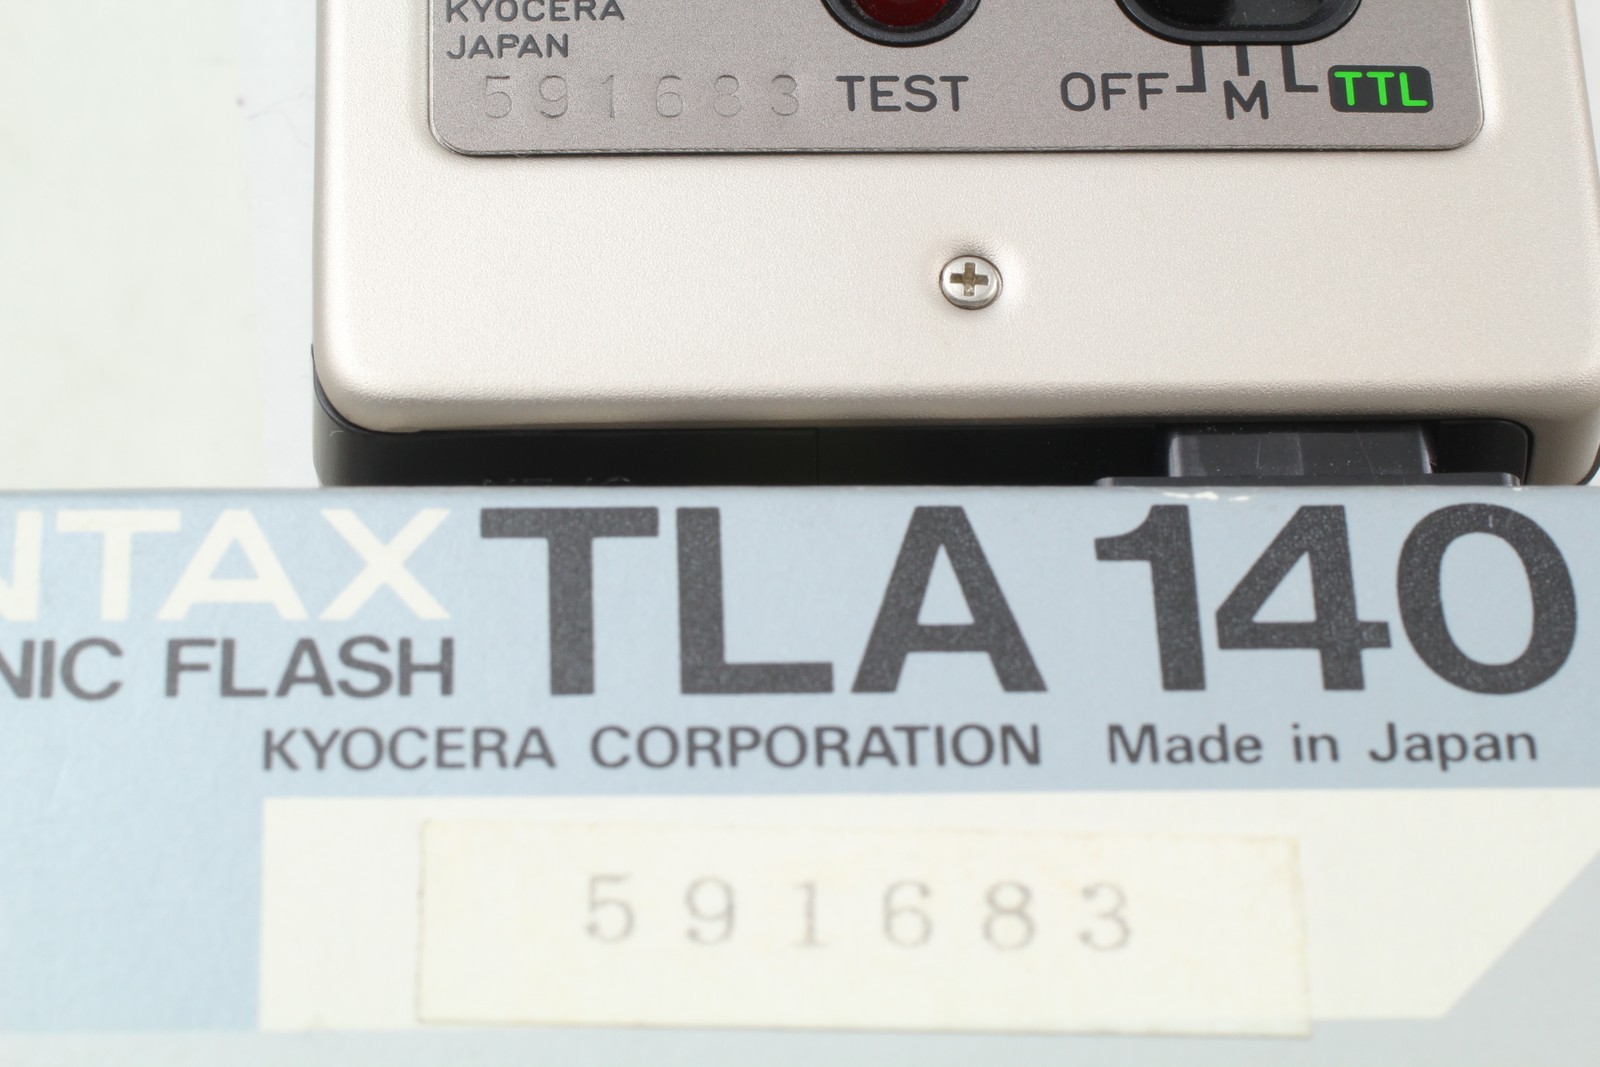 KYOCERA
JAPAN
591683 TEST OFF M TTL
NTAX TLA 140
NIC FLASH
KYOCERA CORPORATION Made in Japan
591683